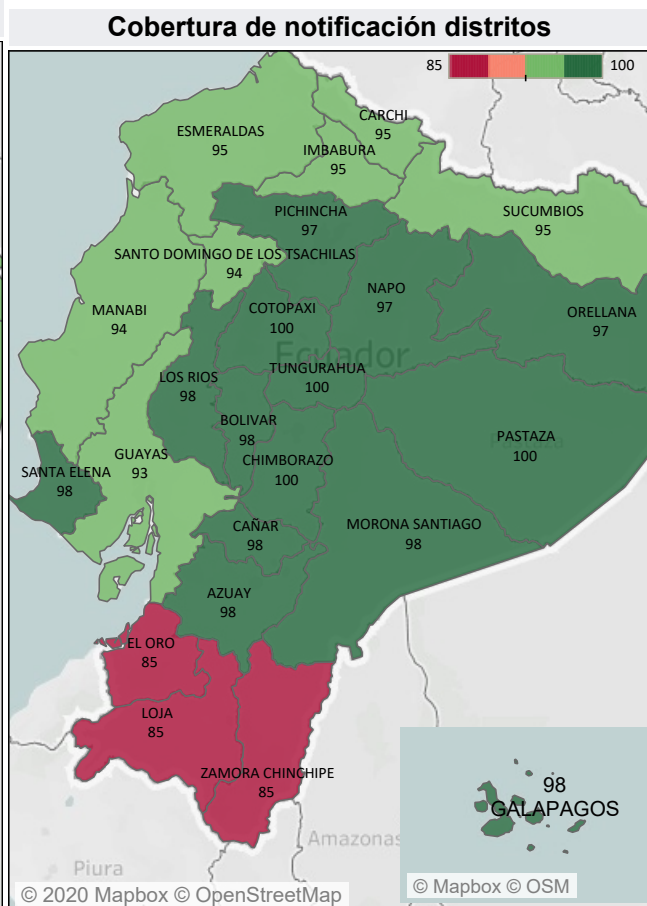 Cobertura de notificación distritos
85
100
CARCHI
95
ESMERALDAS
95
IMBABURA
95
PICHINCHA
97
SUCUMBIOS
95
SANTO DOMINGO DE LOS TSACHILAS
94
NAPO
97
MANABI
94
COTOPAXI
100
ORELLANA
97
Ecuador
TUNGURAHUA
100
LOS RIOS
98
BOLIVAR
98
PASTAZA
100
GUAYAS
93
CHIMBORAZO
100
SANTA ELENA
98
CAÑAR
98
MORONA SANTIAGO
98
AZUAY
98
EL ORO
85
LOJA
85
ZAMORA CHINCHIPE
85
98
GALAPAGOS
Amazonas
Piura
© 2020 Mapbox © OpenStreetMap
© Mapbox © OSM